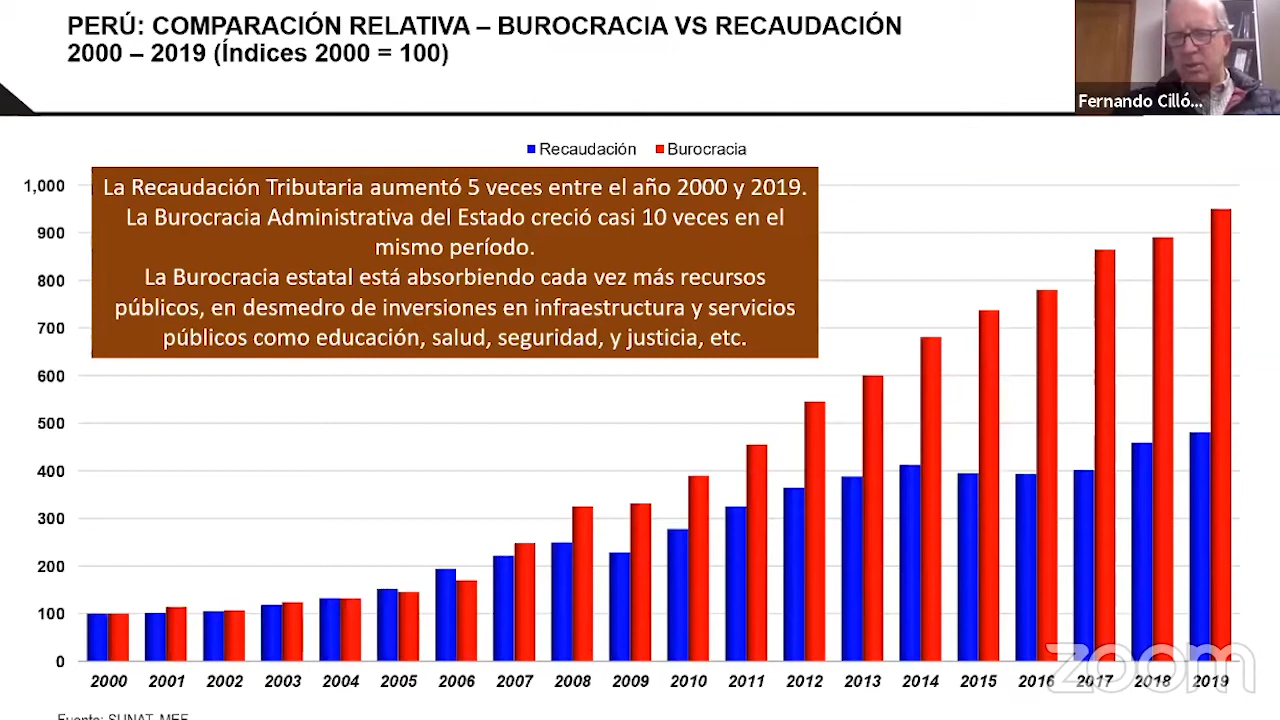 PERÚ: COMPARACIÓN RELATIVA – BUROCRACIA VS RECAUDACIÓN
2000 – 2019 (Índices 2000 = 100)
Fernando Cilló...
Recaudación Burocracia
La Recaudación Tributaria aumentó 5 veces entre el año 2000 y 2019.
La Burocracia Administrativa del Estado creció casi 10 veces en el
mismo período.
La Burocracia estatal está absorbiendo cada vez más recursos
públicos, en desmedro de inversiones en infraestructura y servicios
públicos como educación, salud, seguridad, y justicia, etc.
1,000
900
800
700
600
500
400
300
200
100
0
2000 2001 2002 2003 2004 2005 2006 2007 2008 2009 2010 2011 2012 2013 2014 2015 2016 2017 2018 2019
zoom
Fuente: SUNAT, MEF